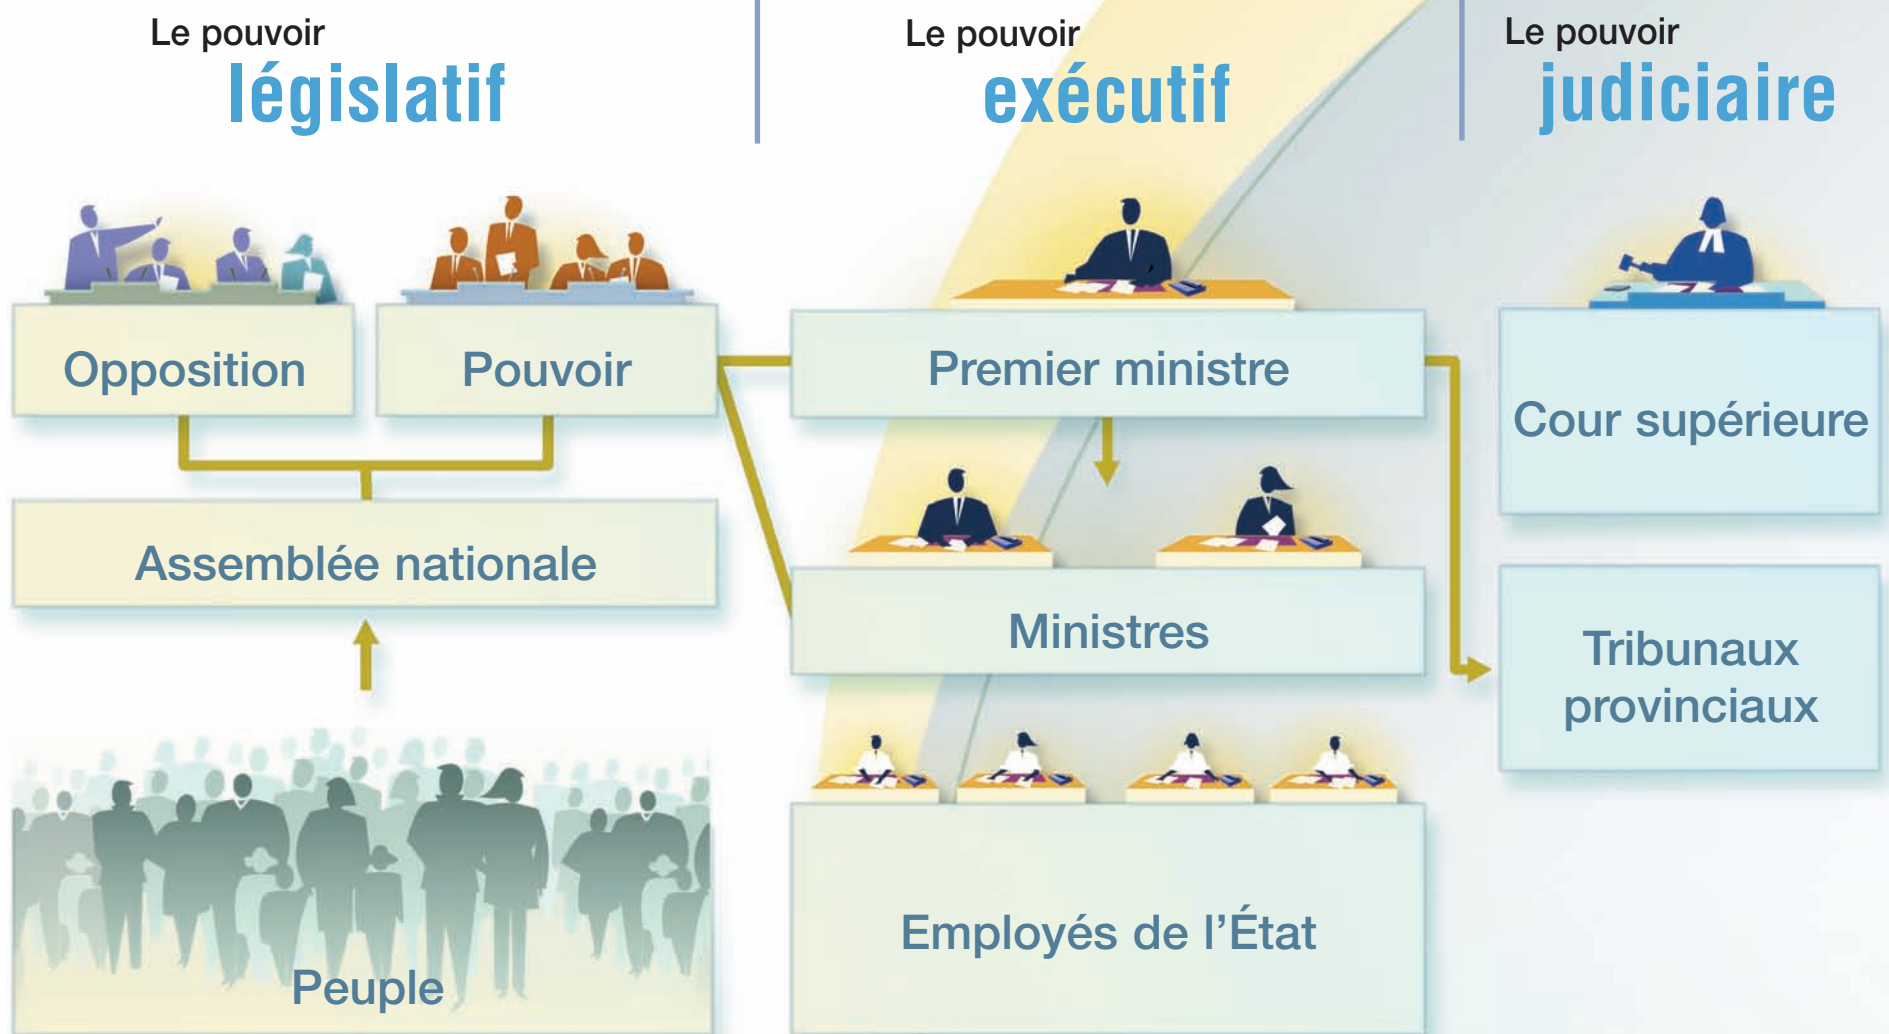 Le pouvoir
législatif
Le pouvoir
exécutif
Le pouvoir
judiciaire
Opposition
Pouvoir
Assemblée nationale
Peuple
Premier ministre
Ministres
Employés de l’État
Cour supérieure
Tribunaux
provinciaux